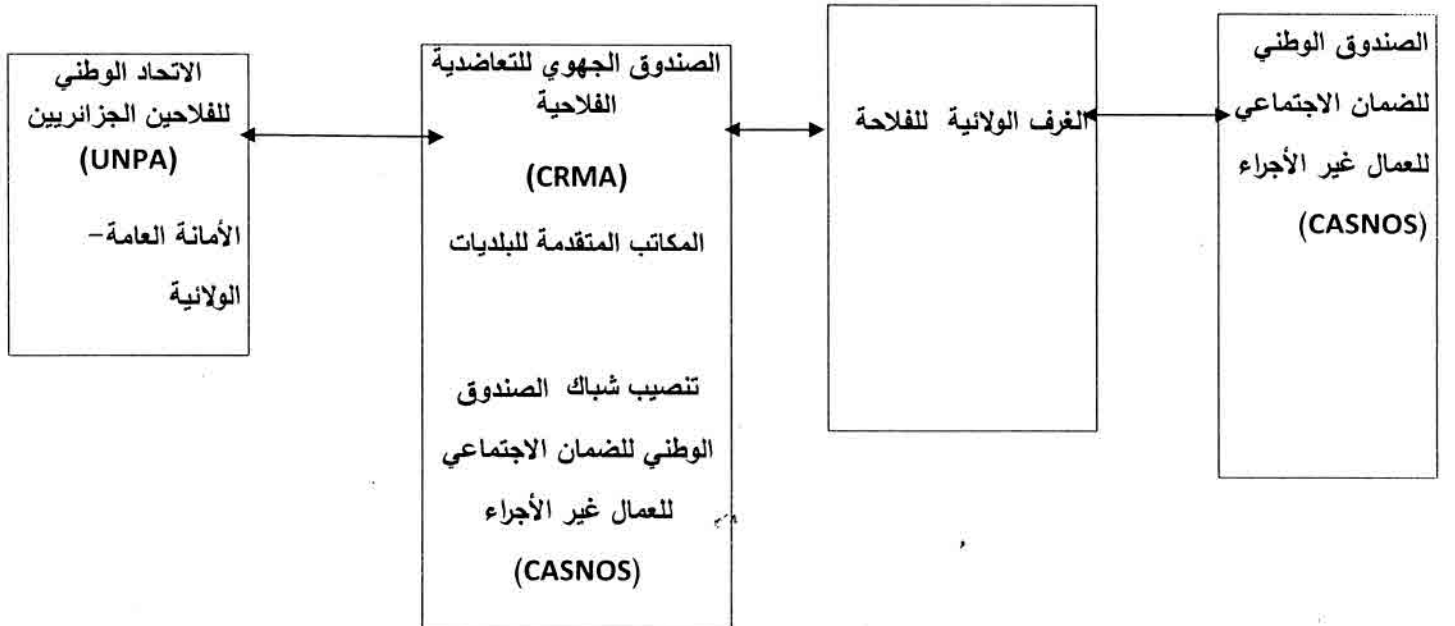 الصندوق الوطني
للضمان الاجتماعي
للعمال غير الأجراء
(CASNOS)
الغرف الولائية للفلاحة
الصندوق الجهوي للتعاضدية
الفلاحية
(CRMA)
المكاتب المتقدمة للبلديات
تنصيب شباك الصندوق
الوطني للضمان الاجتماعي
للعمال غير الأجراء
(CASNOS)
الاتحاد الوطني
للفلاحين الجزائريين
(UNPA)
الأمانة العامة–
الولائية